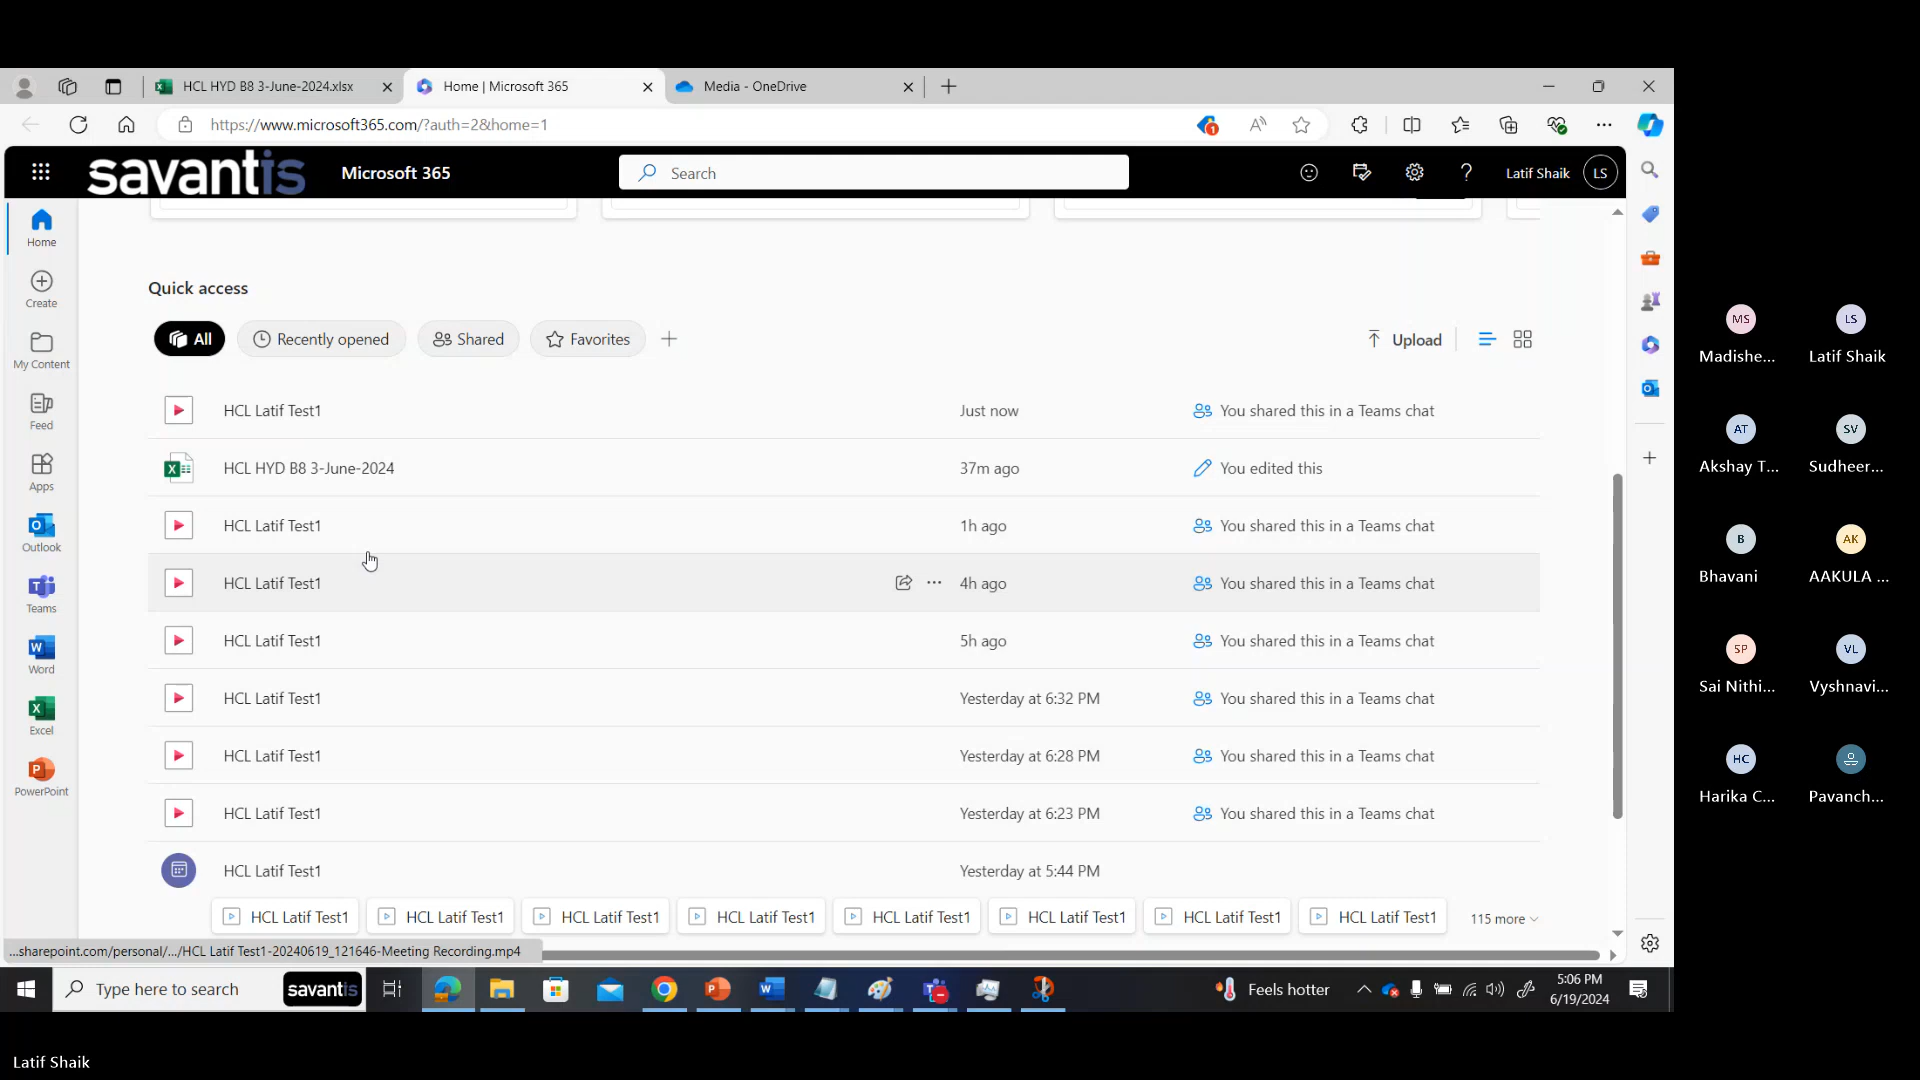 HCL HYD B8 3-June-2024.xlsx
Home | Microsoft 365
Media - OneDrive
https://www.microsoft365.com/?auth=2&home=1
savantis
Microsoft 365
Search
Latif Shaik
LS
Home
Create
My Content
Feed
Apps
Outlook
Teams
Word
Excel
PowerPoint
Quick access
All
Recently opened
Shared
Favorites
Upload
HCL Latif Test1 Just now You shared this in a Teams chat
HCL HYD B8 3-June-2024 37m ago You edited this
HCL Latif Test1 1h ago You shared this in a Teams chat
HCL Latif Test1 4h ago You shared this in a Teams chat
HCL Latif Test1 5h ago You shared this in a Teams chat
HCL Latif Test1 Yesterday at 6:32 PM You shared this in a Teams chat
HCL Latif Test1 Yesterday at 6:28 PM You shared this in a Teams chat
HCL Latif Test1 Yesterday at 6:23 PM You shared this in a Teams chat
HCL Latif Test1 Yesterday at 5:44 PM
HCL Latif Test1 HCL Latif Test1 HCL Latif Test1 HCL Latif Test1 HCL Latif Test1 HCL Latif Test1 HCL Latif Test1 HCL Latif Test1 115 more
...sharepoint.com/personal/.../HCL Latif Test1-20240619_121646-Meeting Recording.mp4
Type here to search
savantis
Feels hotter
5:06 PM
6/19/2024
MS LS
Madishe... Latif Shaik
AT SV
Akshay T... Sudheer...
B AK
Bhavani AAKULA ...
SP VL
Sai Nithi... Vyshnavi...
HC
Harika C... Pavanch...
Latif Shaik